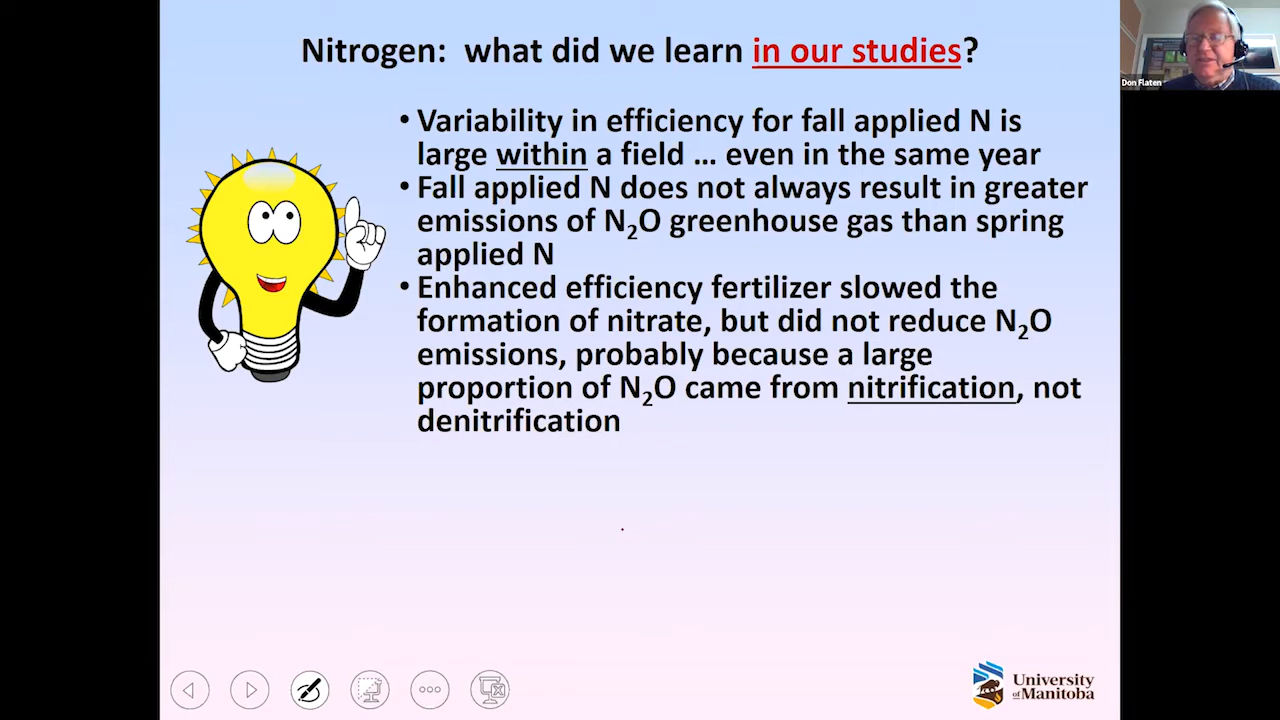 Nitrogen: what did we learn in our studies?
• Variability in efficiency for fall applied N is
large within a field ... even in the same year
• Fall applied N does not always result in greater
emissions of N₂O greenhouse gas than spring
applied N
• Enhanced efficiency fertilizer slowed the
formation of nitrate, but did not reduce N₂O
emissions, probably because a large
proportion of N₂O came from nitrification, not
denitrification
Don Flaten
University
of Manitoba